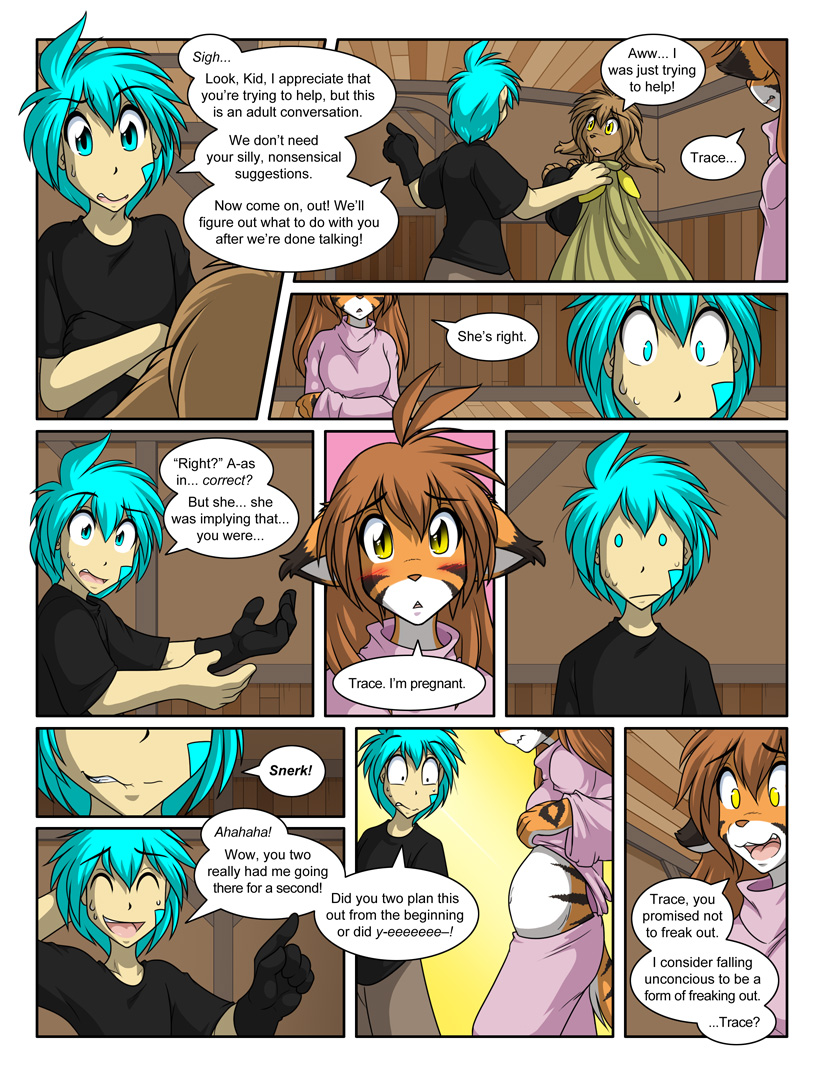 Sigh...
Look, Kid, I appreciate that
you're trying to help, but this
is an adult conversation.
We don't need
your silly, nonsensical
suggestions.
Now come on, out! We'll
figure out what to do with you
after we're done talking!
Aww... I
was just trying
to help!
Trace...
She's right.
"Right?" A-as
in... correct?
But she... she
was implying that...
you were...
Trace. I'm pregnant.
Snerk!
Ahahaha!
Wow, you two
really had me going
there for a second!
Did you two plan this
out from the beginning
or did y-eeeeeee–!
Trace, you
promised not
to freak out.
I consider falling
unconcious to be a
form of freaking out.
...Trace?